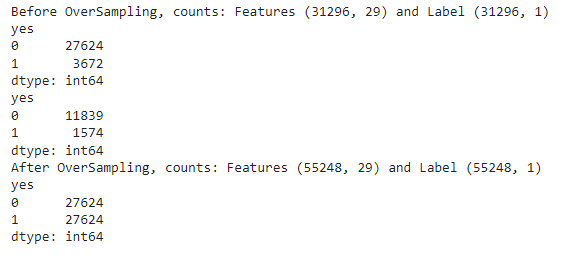 Before OverSampling, counts: Features (31296, 29) and Label (31296, 1)
yes
0      27624
1       3672
dtype: int64
yes
0      11839
1       1574
dtype: int64
After OverSampling, counts: Features (55248, 29) and Label (55248, 1)
yes
0      27624
1      27624
dtype: int64